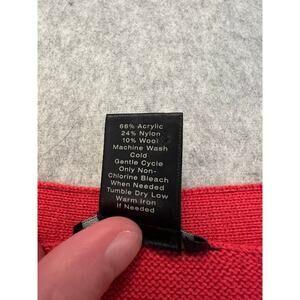 66% Acrylic
24% Nylon
10% Wool
Machine Wash
Cold
Gentle Cycle
Only Non-
Chlorine Bleach
When Needed
Tumble Dry Low
Warm Iron
If Needed